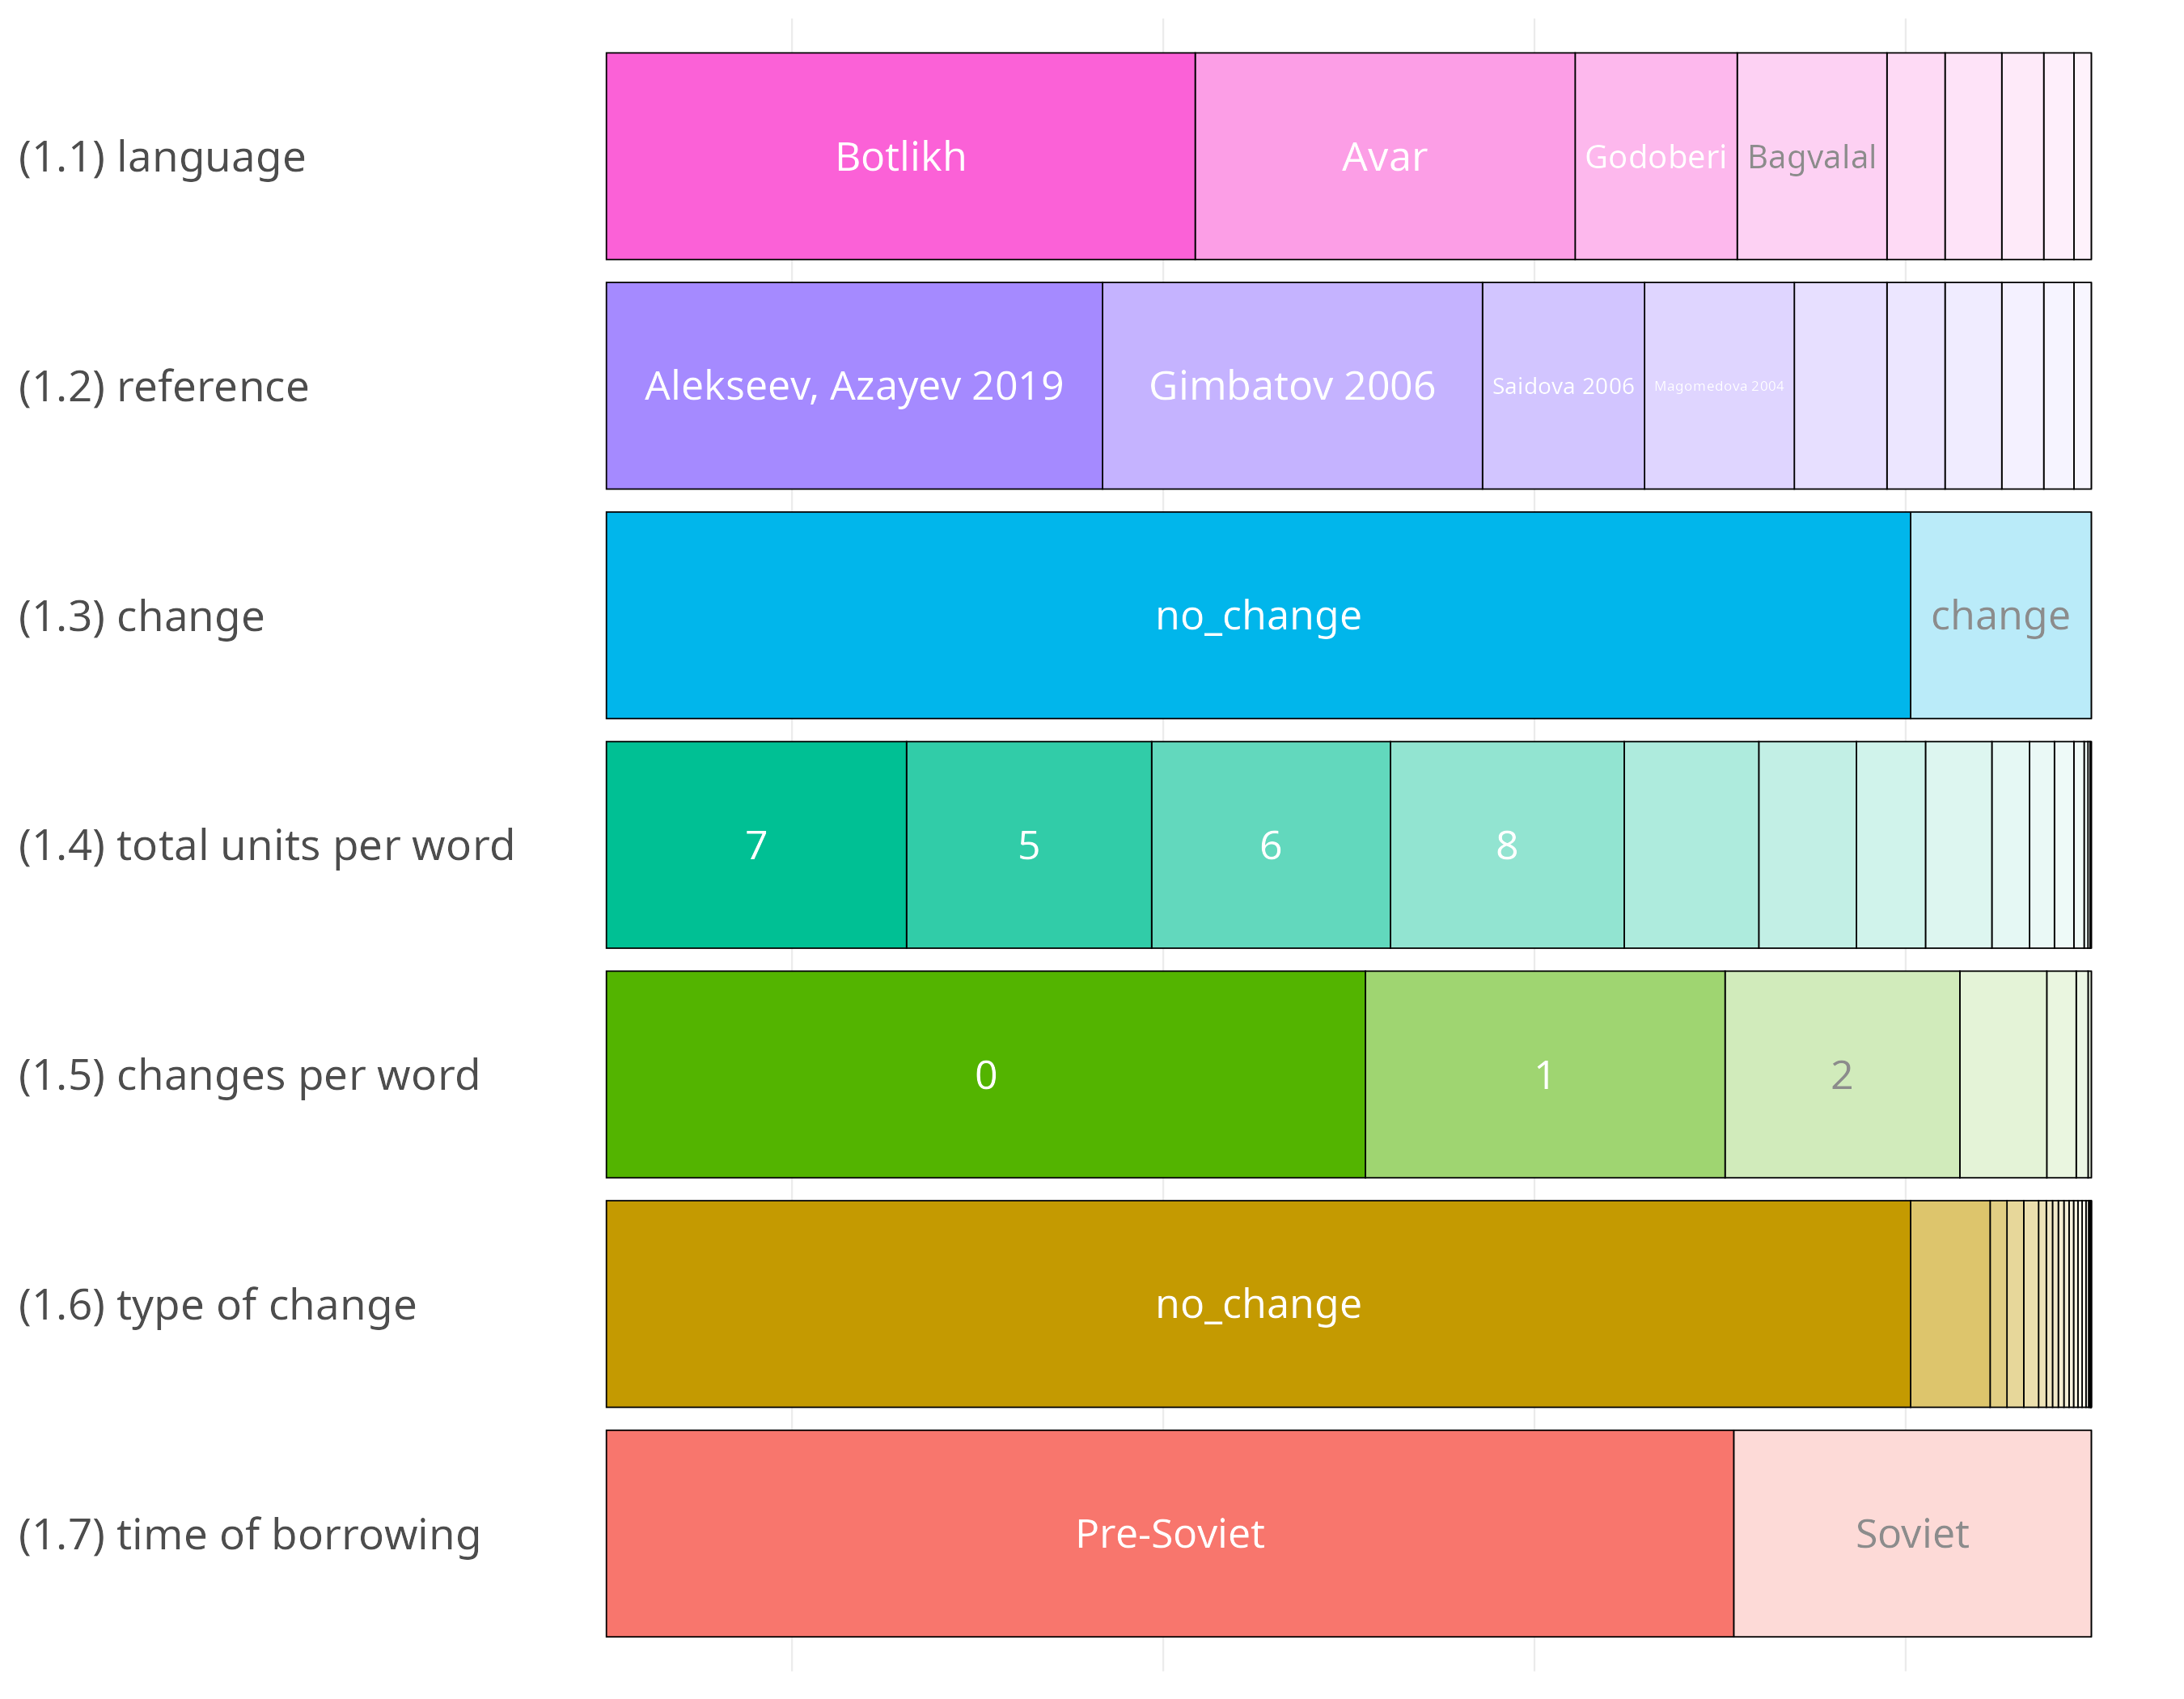 (1.1) language
Botlikh Avar Godoberi Bagvalal
(1.2) reference
Alekseev, Azayev 2019 Gimbatov 2006 Saidova 2006 Magomedova 2004
(1.3) change
no_change change
(1.4) total units per word
7 5 6 8
(1.5) changes per word
0 1 2
(1.6) type of change
no_change
(1.7) time of borrowing
Pre-Soviet Soviet